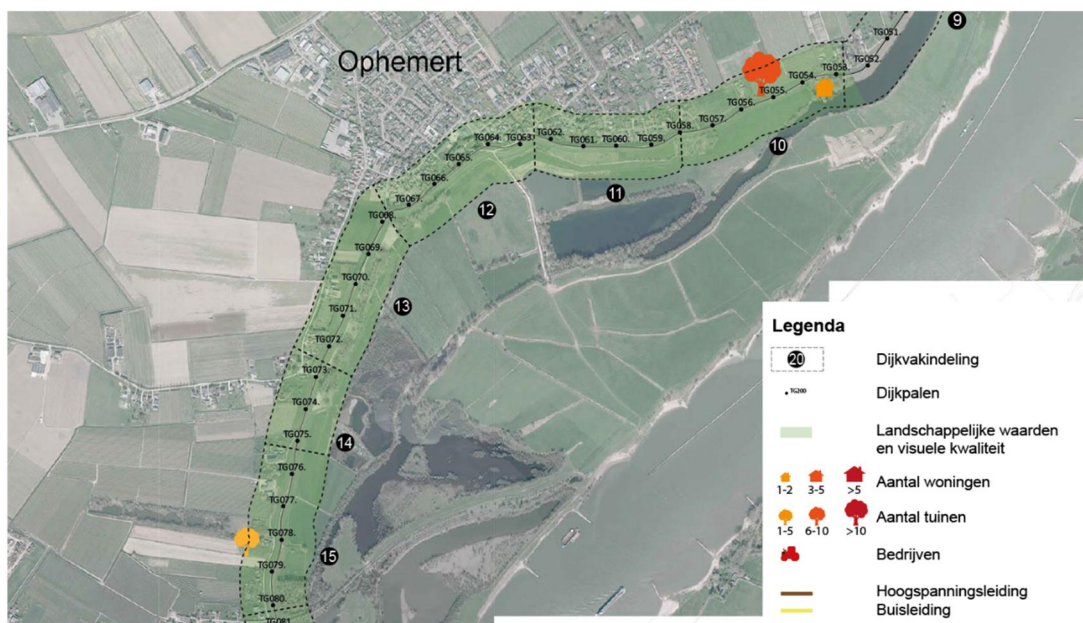 Ophemert
9
TG051.
TG052.
TG053.
TG054.
TG055.
TG056.
TG057.
TG058.
10
TG059.
TG060.
TG061.
TG062.
11
TG063.
TG064.
TG065.
TG066.
TG067.
12
TG068.
TG069.
TG070.
TG071.
TG072.
13
TG073.
TG074.
TG075.
14
TG076.
TG077.
TG078.
TG079.
TG080.
15
TG081.
Legenda
20 Dijkvakindeling
TG200 Dijkpalen
Landschappelijke waarden
en visuele kwaliteit
1-2 3-5 >5 Aantal woningen
1-5 6-10 >10 Aantal tuinen
Bedrijven
Hoogspanningsleiding
Buisleiding